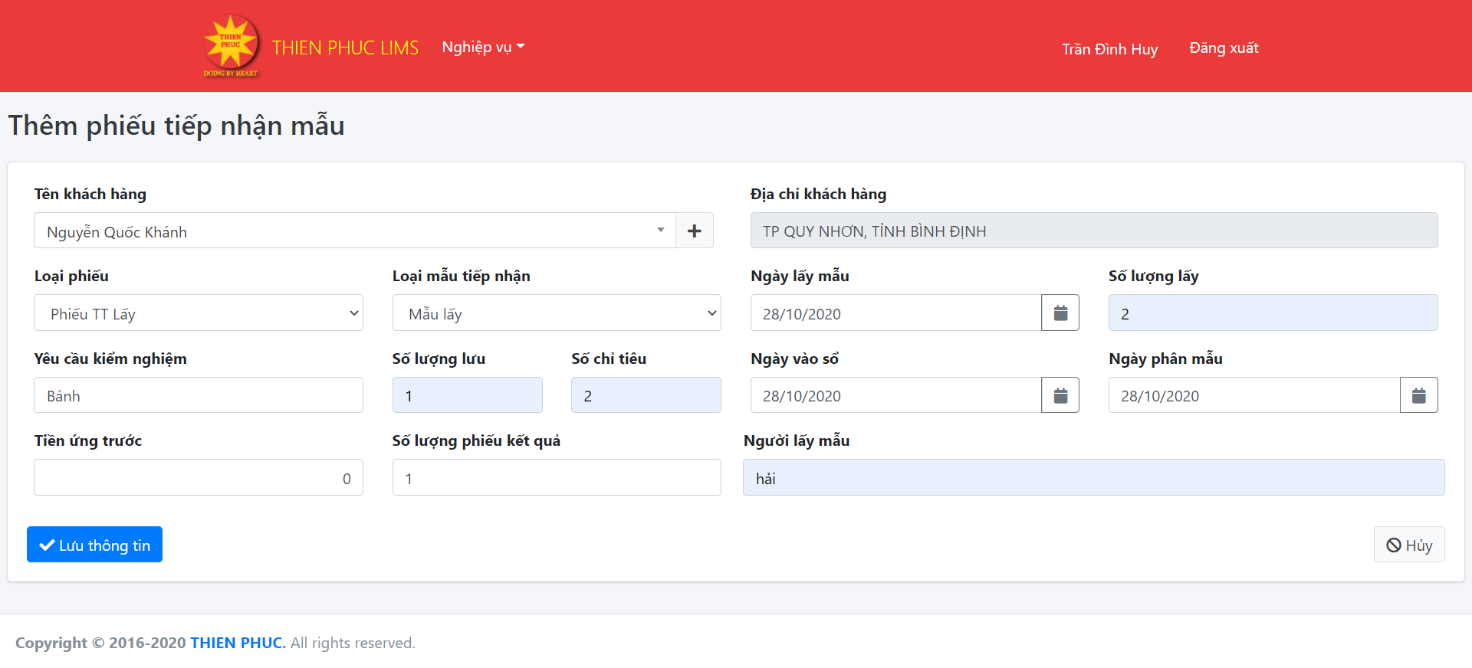 THIEN PHUC
DOING BY HEART
THIEN PHUC LIMS Nghiệp vụ Trần Đình Huy Đăng xuất
Thêm phiếu tiếp nhận mẫu
Tên khách hàng Địa chỉ khách hàng
Nguyễn Quốc Khánh TP QUY NHƠN, TỈNH BÌNH ĐỊNH
Loại phiếu Loại mẫu tiếp nhận Ngày lấy mẫu Số lượng lấy
Phiếu TT Lấy Mẫu lấy 28/10/2020 2
Yêu cầu kiểm nghiệm Số lượng lưu Số chỉ tiêu Ngày vào sổ Ngày phân mẫu
Bánh 1 2 28/10/2020 28/10/2020
Tiền ứng trước Số lượng phiếu kết quả Người lấy mẫu
0 1 hải
Lưu thông tin Hủy
Copyright © 2016-2020 THIEN PHUC. All rights reserved.